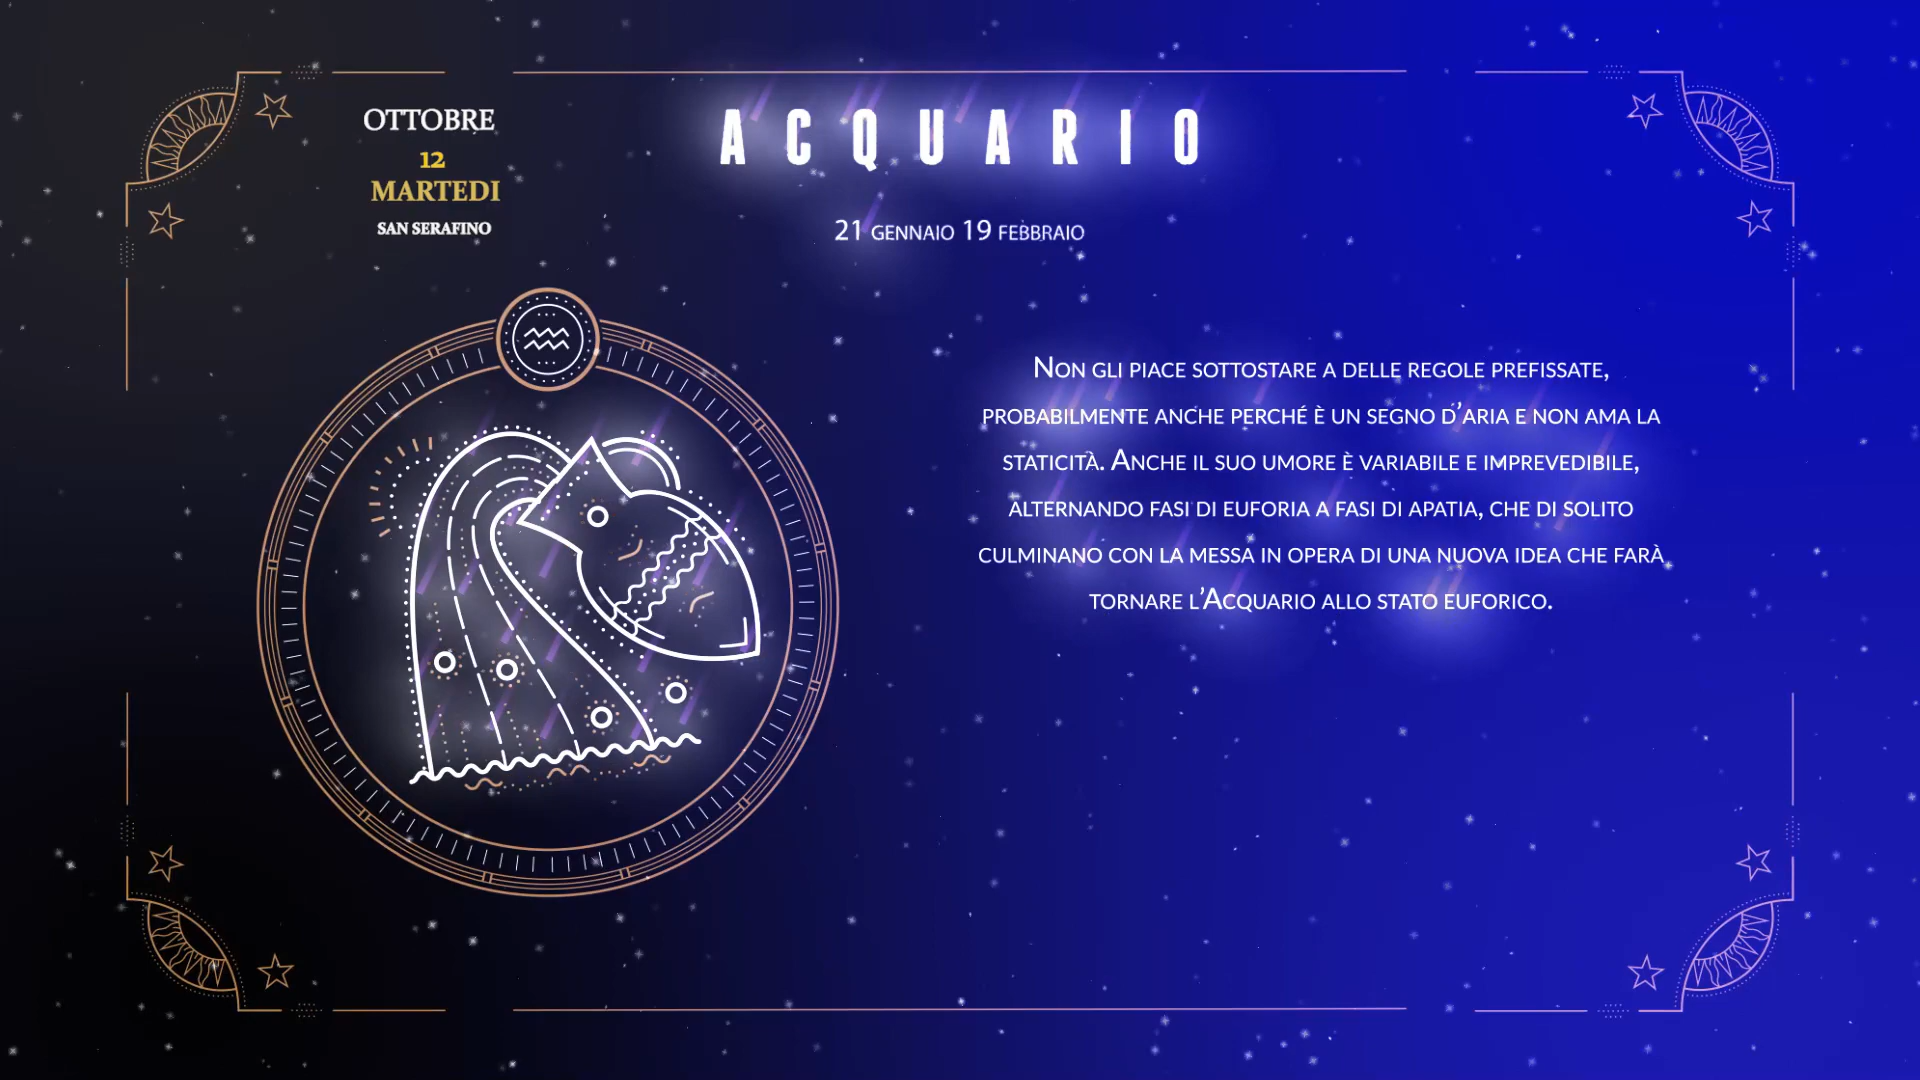 OTTOBRE
12
MARTEDI
SAN SERAFINO
ACQUARIO
21 GENNAIO 19 FEBBRAIO
NON GLI PIACE SOTTOSTARE A DELLE REGOLE PREFISSATE,
PROBABILMENTE ANCHE PERCHÉ È UN SEGNO D'ARIA E NON AMA LA
STATICITÀ. ANCHE IL SUO UMORE È VARIABILE E IMPREVEDIBILE,
ALTERNANDO FASI DI EUFORIA A FASI DI APATIA, CHE DI SOLITO
CULMINANO CON LA MESSA IN OPERA DI UNA NUOVA IDEA CHE FARÀ
TORNARE L'ACQUARIO ALLO STATO EUFORICO.